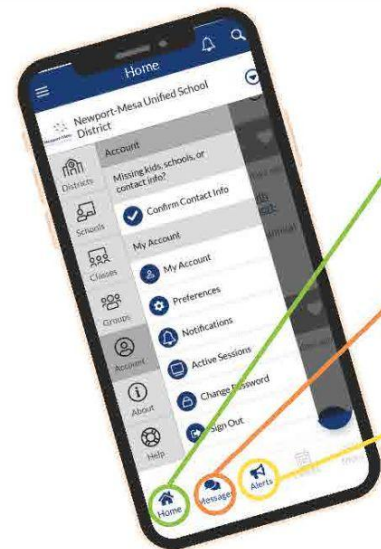 Home
Newport-Mesa Unified School
District
Districts
Schools
Classes
Groups
Account
About
Help
Account
Missing kids, schools, or
contact info?
Confirm Contact Info
My Account
My Account
Preferences
Notifications
Active Sessions
Change Password
Sign Out
Home
Message
Alerts